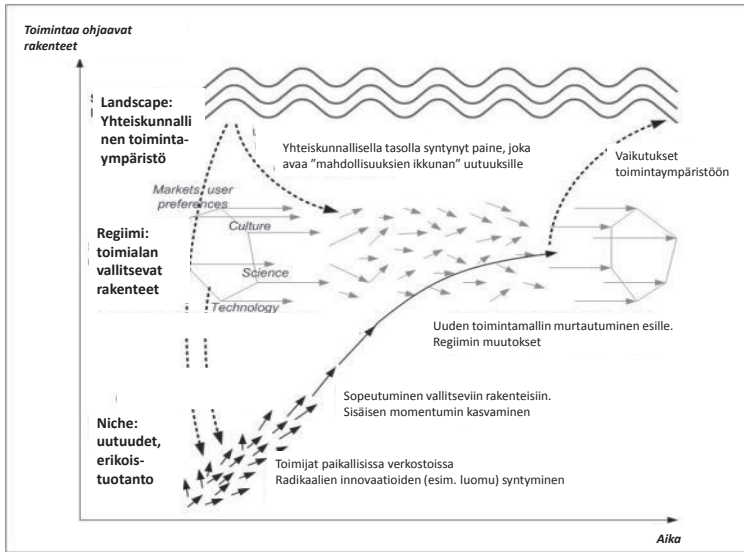 Toimintaa ohjaavat
rakenteet
Landscape:
Yhteiskunnalli
nen toiminta-
ympäristö
Yhteiskunnallisella tasolla syntynyt paine, joka
avaa ”mahdollisuuksien ikkunan” uutuuksille
Vaikutukset
toimintaympäristöön
Markets, user
preferences
Culture
Regiimi:
toimialan
vallitsevat
rakenteet
Science
Technology
Uuden toimintamallin murtautuminen esille.
Regiimin muutokset
Sopeutuminen vallitseviin rakenteisiin.
Sisäisen momentumin kasvaminen
Niche:
uutuudet,
erikois-
tuotanto
Toimijat paikallisissa verkostoissa
Radikaalien innovaatioiden (esim. luomu) syntyminen
Aika